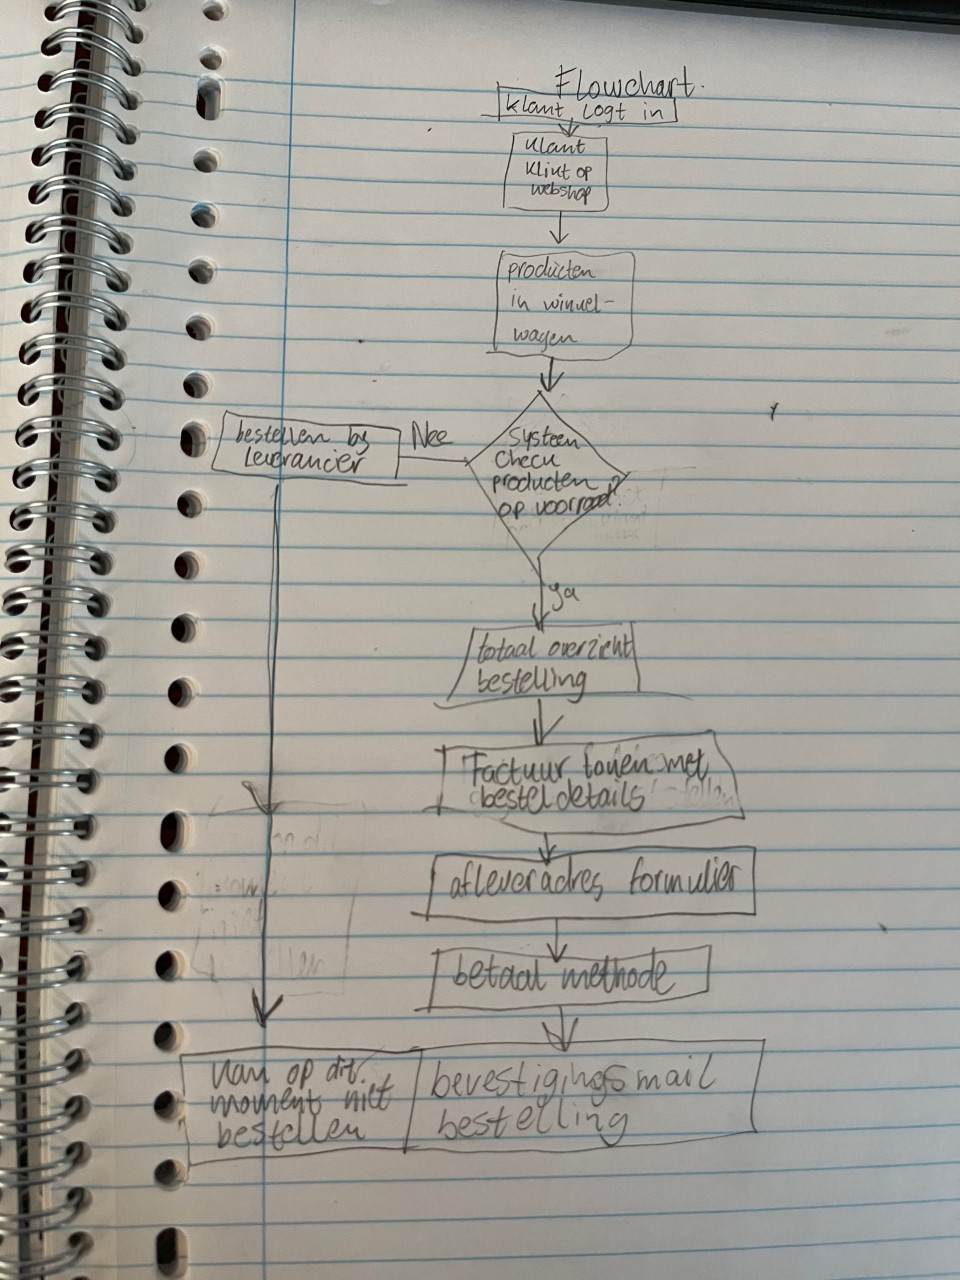 Flowchart.
klant logt in
klant
klikt op
webshop
producten
in winkel-
wagen
Systeem
check
producten
op voorraad?
Nee
bestellen bij
leverancier
ja
totaal overzicht
bestelling
Factuur tonen met
besteldetails
afleveradres formulier
betaal methode
kan op dit
moment niet
bestellen
bevestigingsmail
bestelling